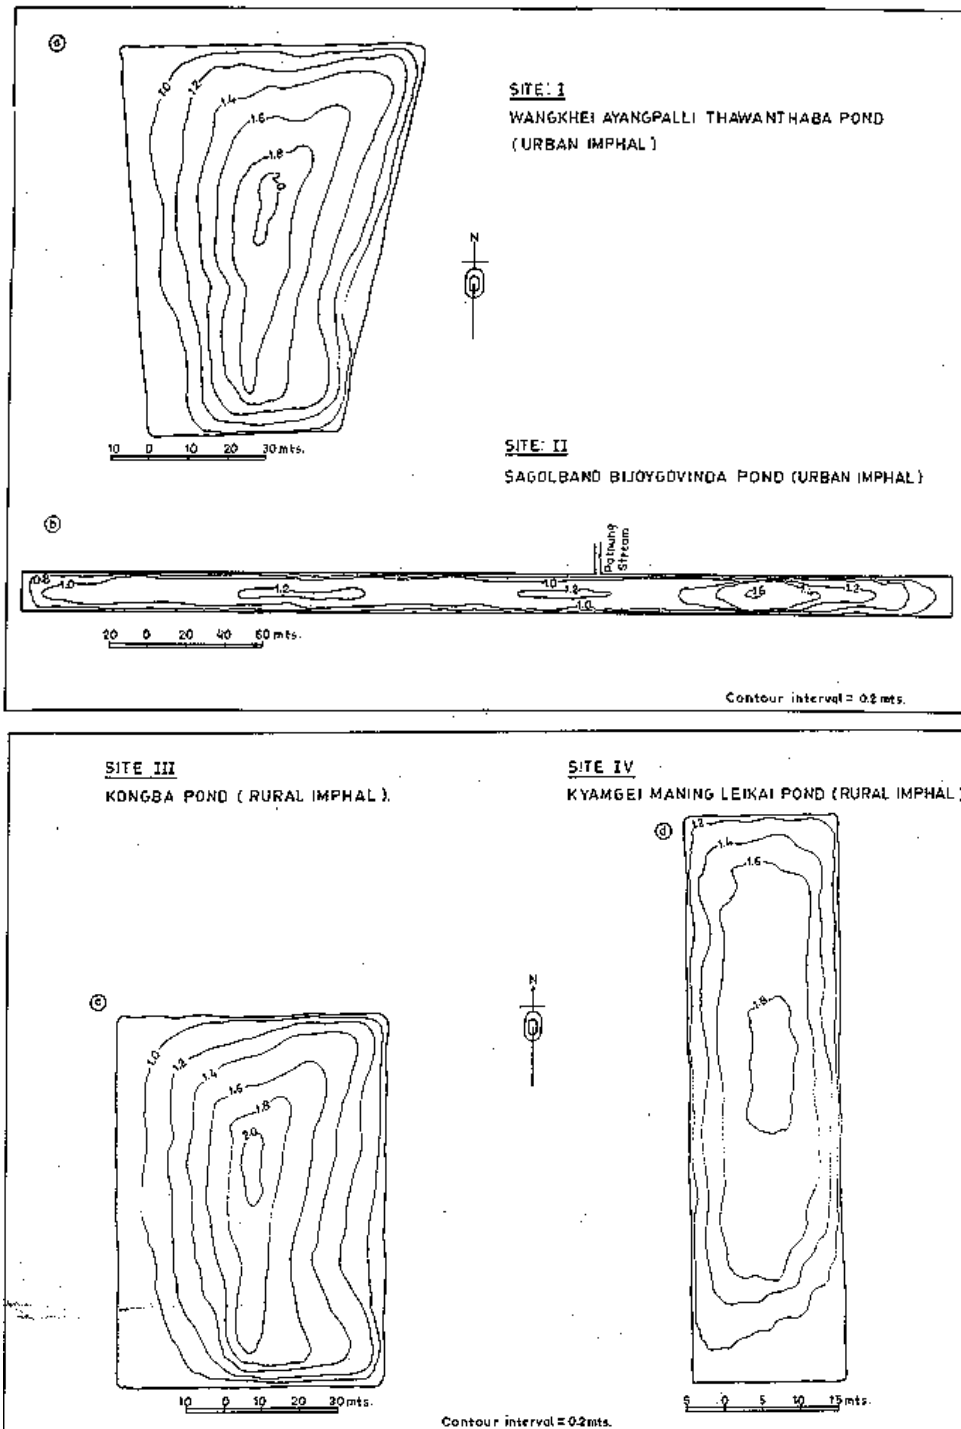 a
SITE: I
WANGKHEI AYANGPALLI THAWANTHABA POND
(URBAN IMPHAL)
1.0
1.2
1.4
1.6
1.8
2.0
N
10 0 10 20 30 mts.
SITE: II
SAGOLBAND BIJOYGOVINDA POND (URBAN IMPHAL)
b
Stream
0.8
1.0
1.2
1.0
1.2
1.0
1.6
1.4
1.2
20 0 20 40 60 mts.
Contour interval = 0.2 mts.
SITE III
KONGBA POND (RURAL IMPHAL).
SITE IV
KYAMGEI MANING LEIKAI POND (RURAL IMPHAL)
d
1.2
1.4
1.6
1.8
c
N
1.0
1.2
1.4
1.6
1.8
2.0
10 0 10 20 30 mts.
5 0 5 10 15 mts.
Contour interval = 0.2 mts.